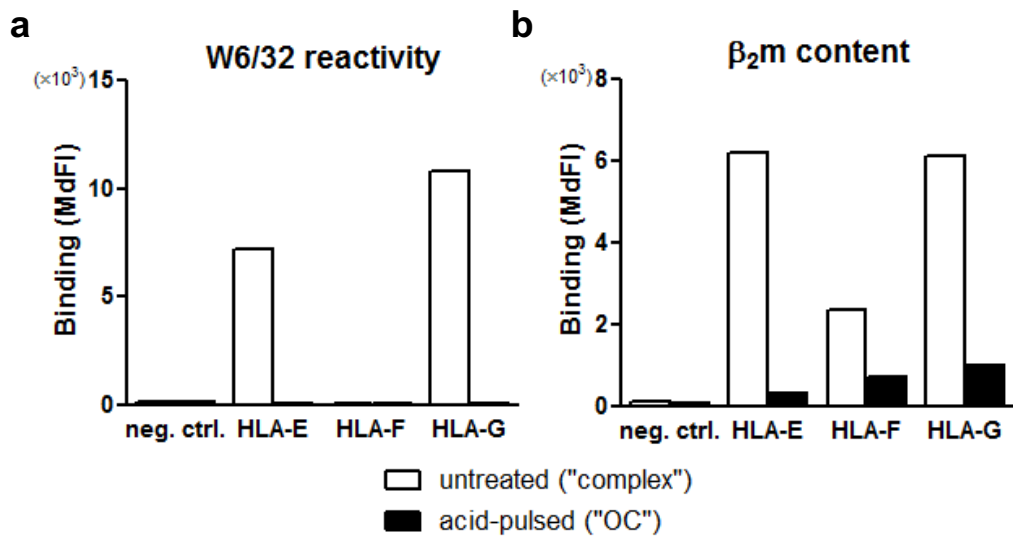 a
W6/32 reactivity
(×10³)
15
10
5
0
Binding (MdFI)
neg. ctrl. HLA-E HLA-F HLA-G
b
β₂m content
(×10³)
8
6
4
2
0
Binding (MdFI)
neg. ctrl. HLA-E HLA-F HLA-G
untreated ("complex")
acid-pulsed ("OC")